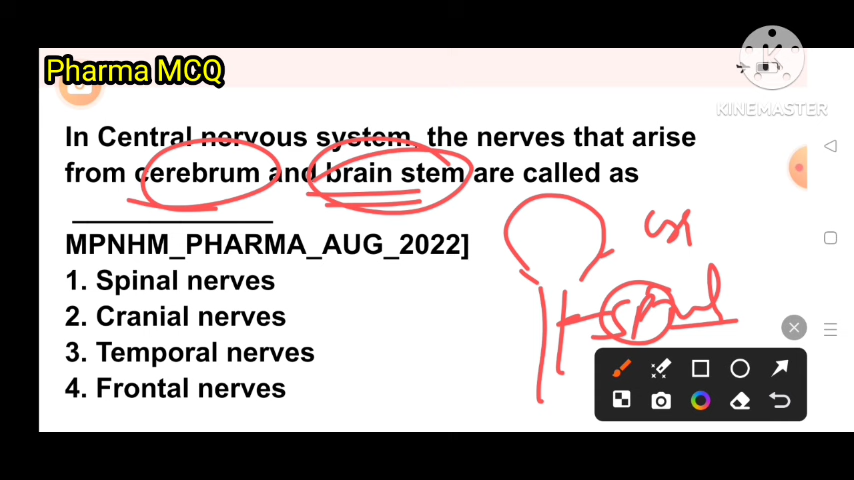 Pharma MCQ
KINEMASTER
In Central nervous system, the nerves that arise
from cerebrum and brain stem are called as
______________
MPNHM_PHARMA_AUG_2022]
1. Spinal nerves
2. Cranial nerves
3. Temporal nerves
4. Frontal nerves